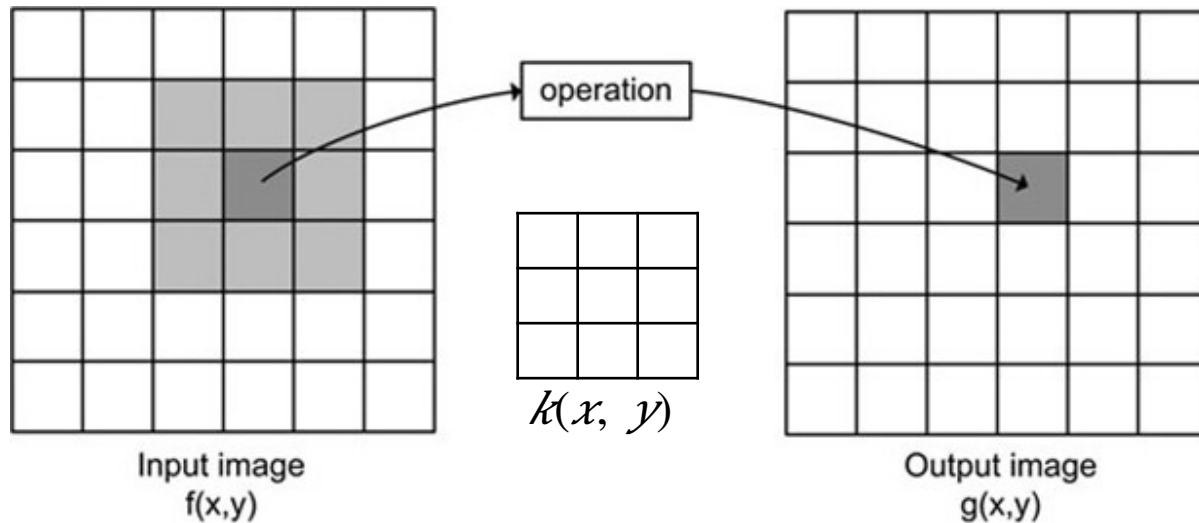 operation
k(x, y)
Input image
f(x,y)
Output image
g(x,y)